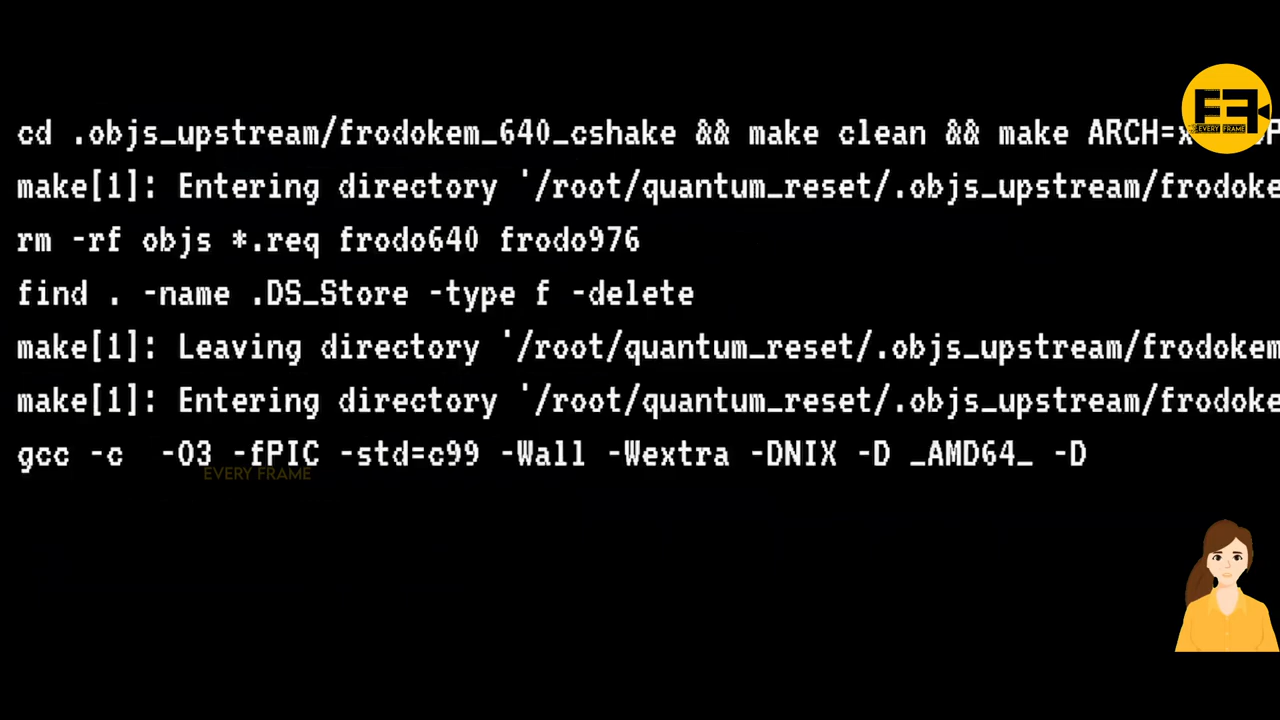 cd .objs_upstream/frodokem_640_cshake && make clean && make ARCH=x
make[1]: Entering directory '/root/quantum_reset/.objs_upstream/frodoke
rm -rf objs *.req frodo640 frodo976
find . -name .DS_Store -type f -delete
make[1]: Leaving directory '/root/quantum_reset/.objs_upstream/frodokem
make[1]: Entering directory '/root/quantum_reset/.objs_upstream/frodoke
gcc -c  -O3 -fPIC -std=c99 -Wall -Wextra -DNIX -D _AMD64_ -D
EVERY FRAME
EF
EVERY FRAME